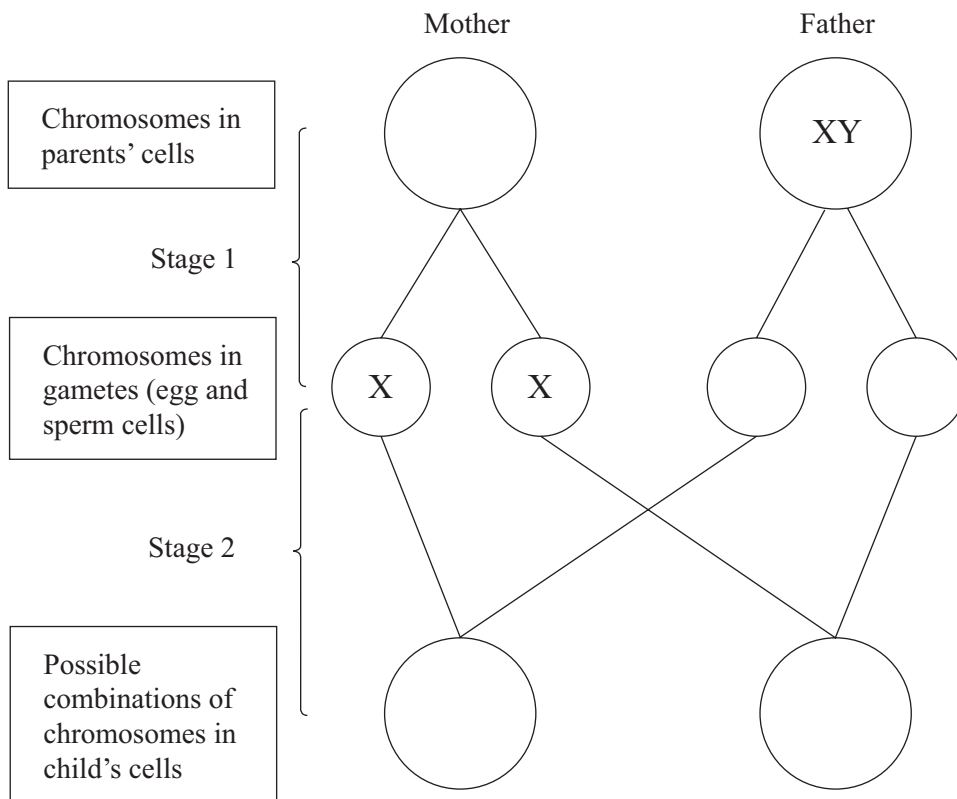 Mother
Father
Chromosomes in
parents’ cells
XY
Stage 1
Chromosomes in
gametes (egg and
sperm cells)
X
X
Stage 2
Possible
combinations of
chromosomes in
child’s cells